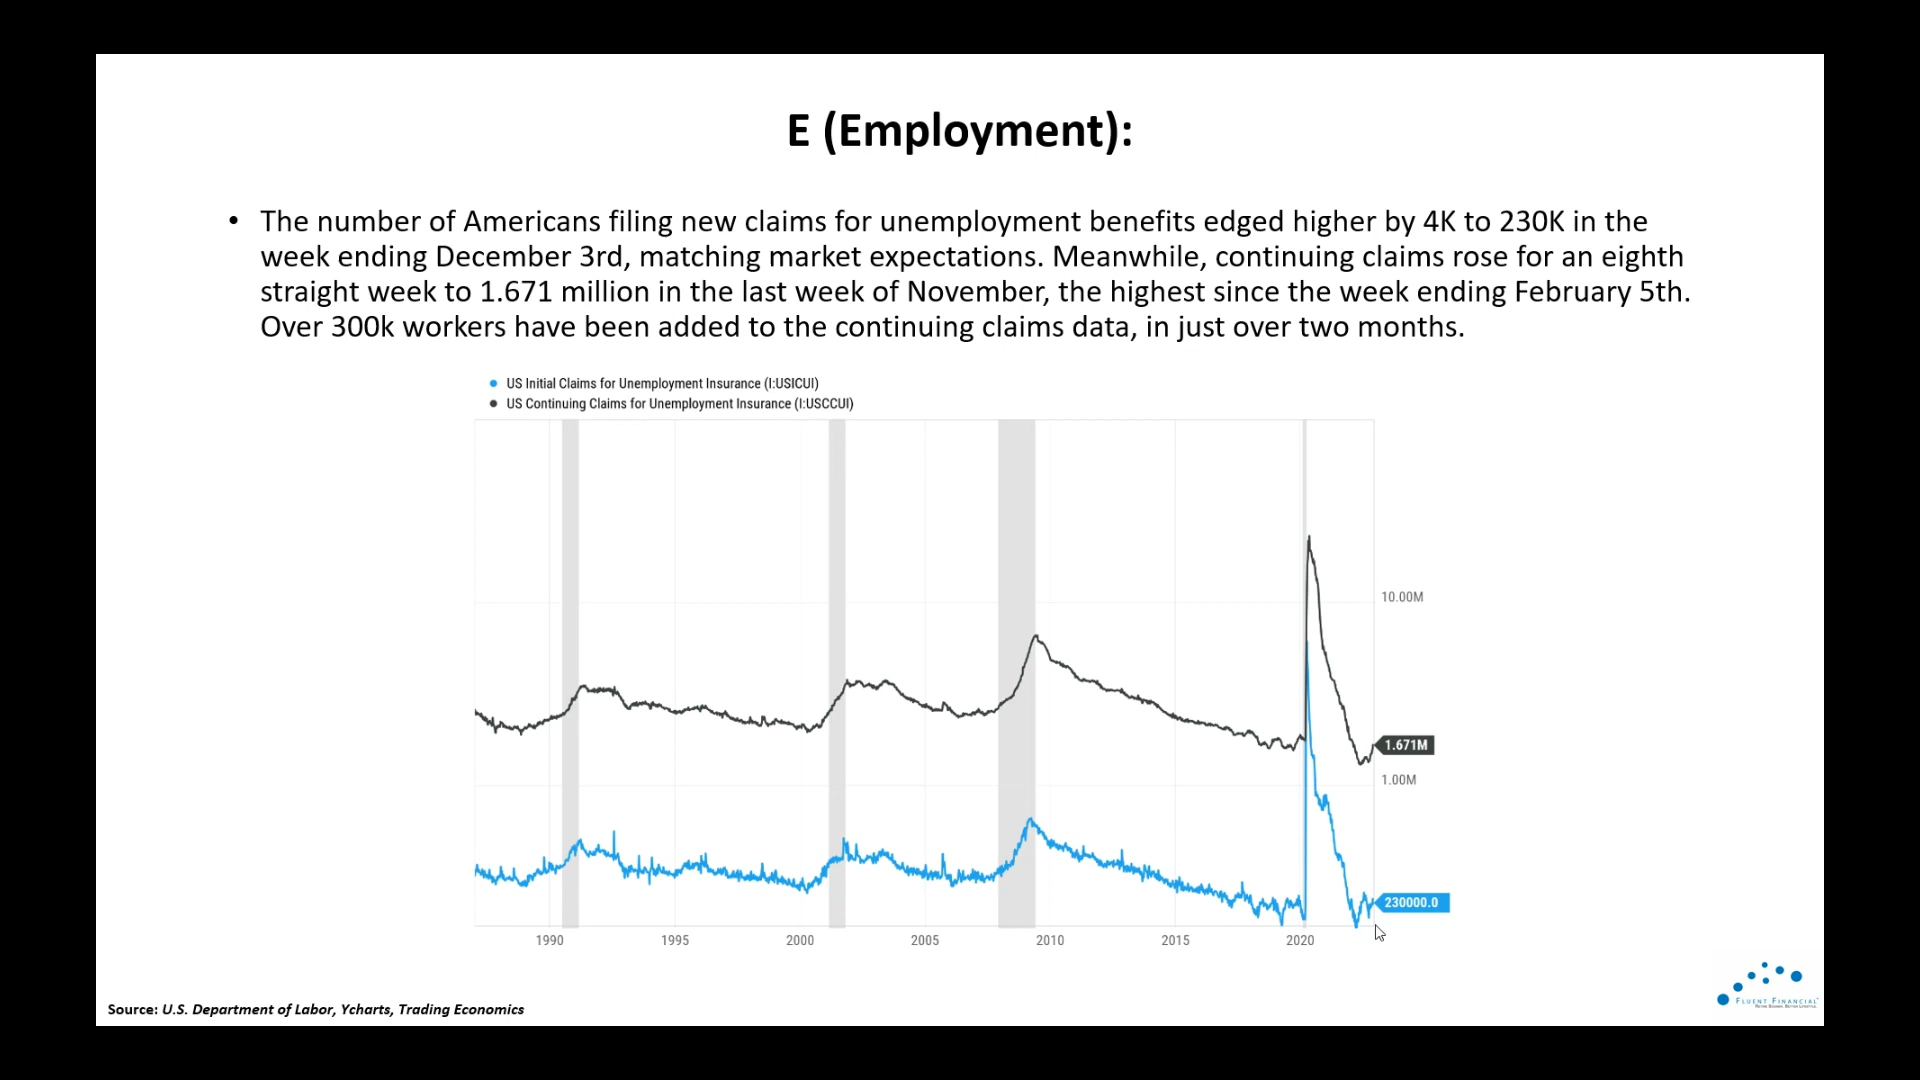 E (Employment):
• The number of Americans filing new claims for unemployment benefits edged higher by 4K to 230K in the
week ending December 3rd, matching market expectations. Meanwhile, continuing claims rose for an eighth
straight week to 1.671 million in the last week of November, the highest since the week ending February 5th.
Over 300k workers have been added to the continuing claims data, in just over two months.
US Initial Claims for Unemployment Insurance (I:USICUI)
US Continuing Claims for Unemployment Insurance (I:USCCUI)
10.00M
1.671M
1.00M
230000.0
1990 1995 2000 2005 2010 2015 2020
FLUENT FINANCIAL
Source: U.S. Department of Labor, Ycharts, Trading Economics